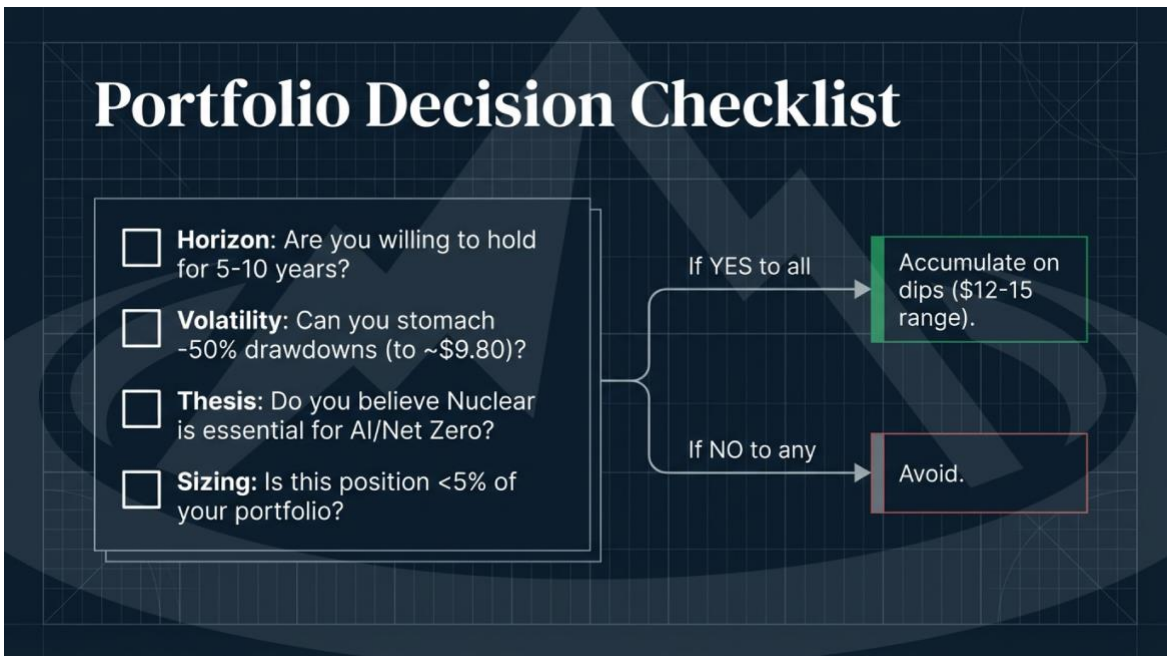 Portfolio Decision Checklist
Horizon: Are you willing to hold
for 5-10 years?
Volatility: Can you stomach
-50% drawdowns (to ~$9.80)?
Thesis: Do you believe Nuclear
is essential for AI/Net Zero?
Sizing: Is this position <5% of
your portfolio?
If YES to all
Accumulate on
dips ($12-15
range).
If NO to any
Avoid.